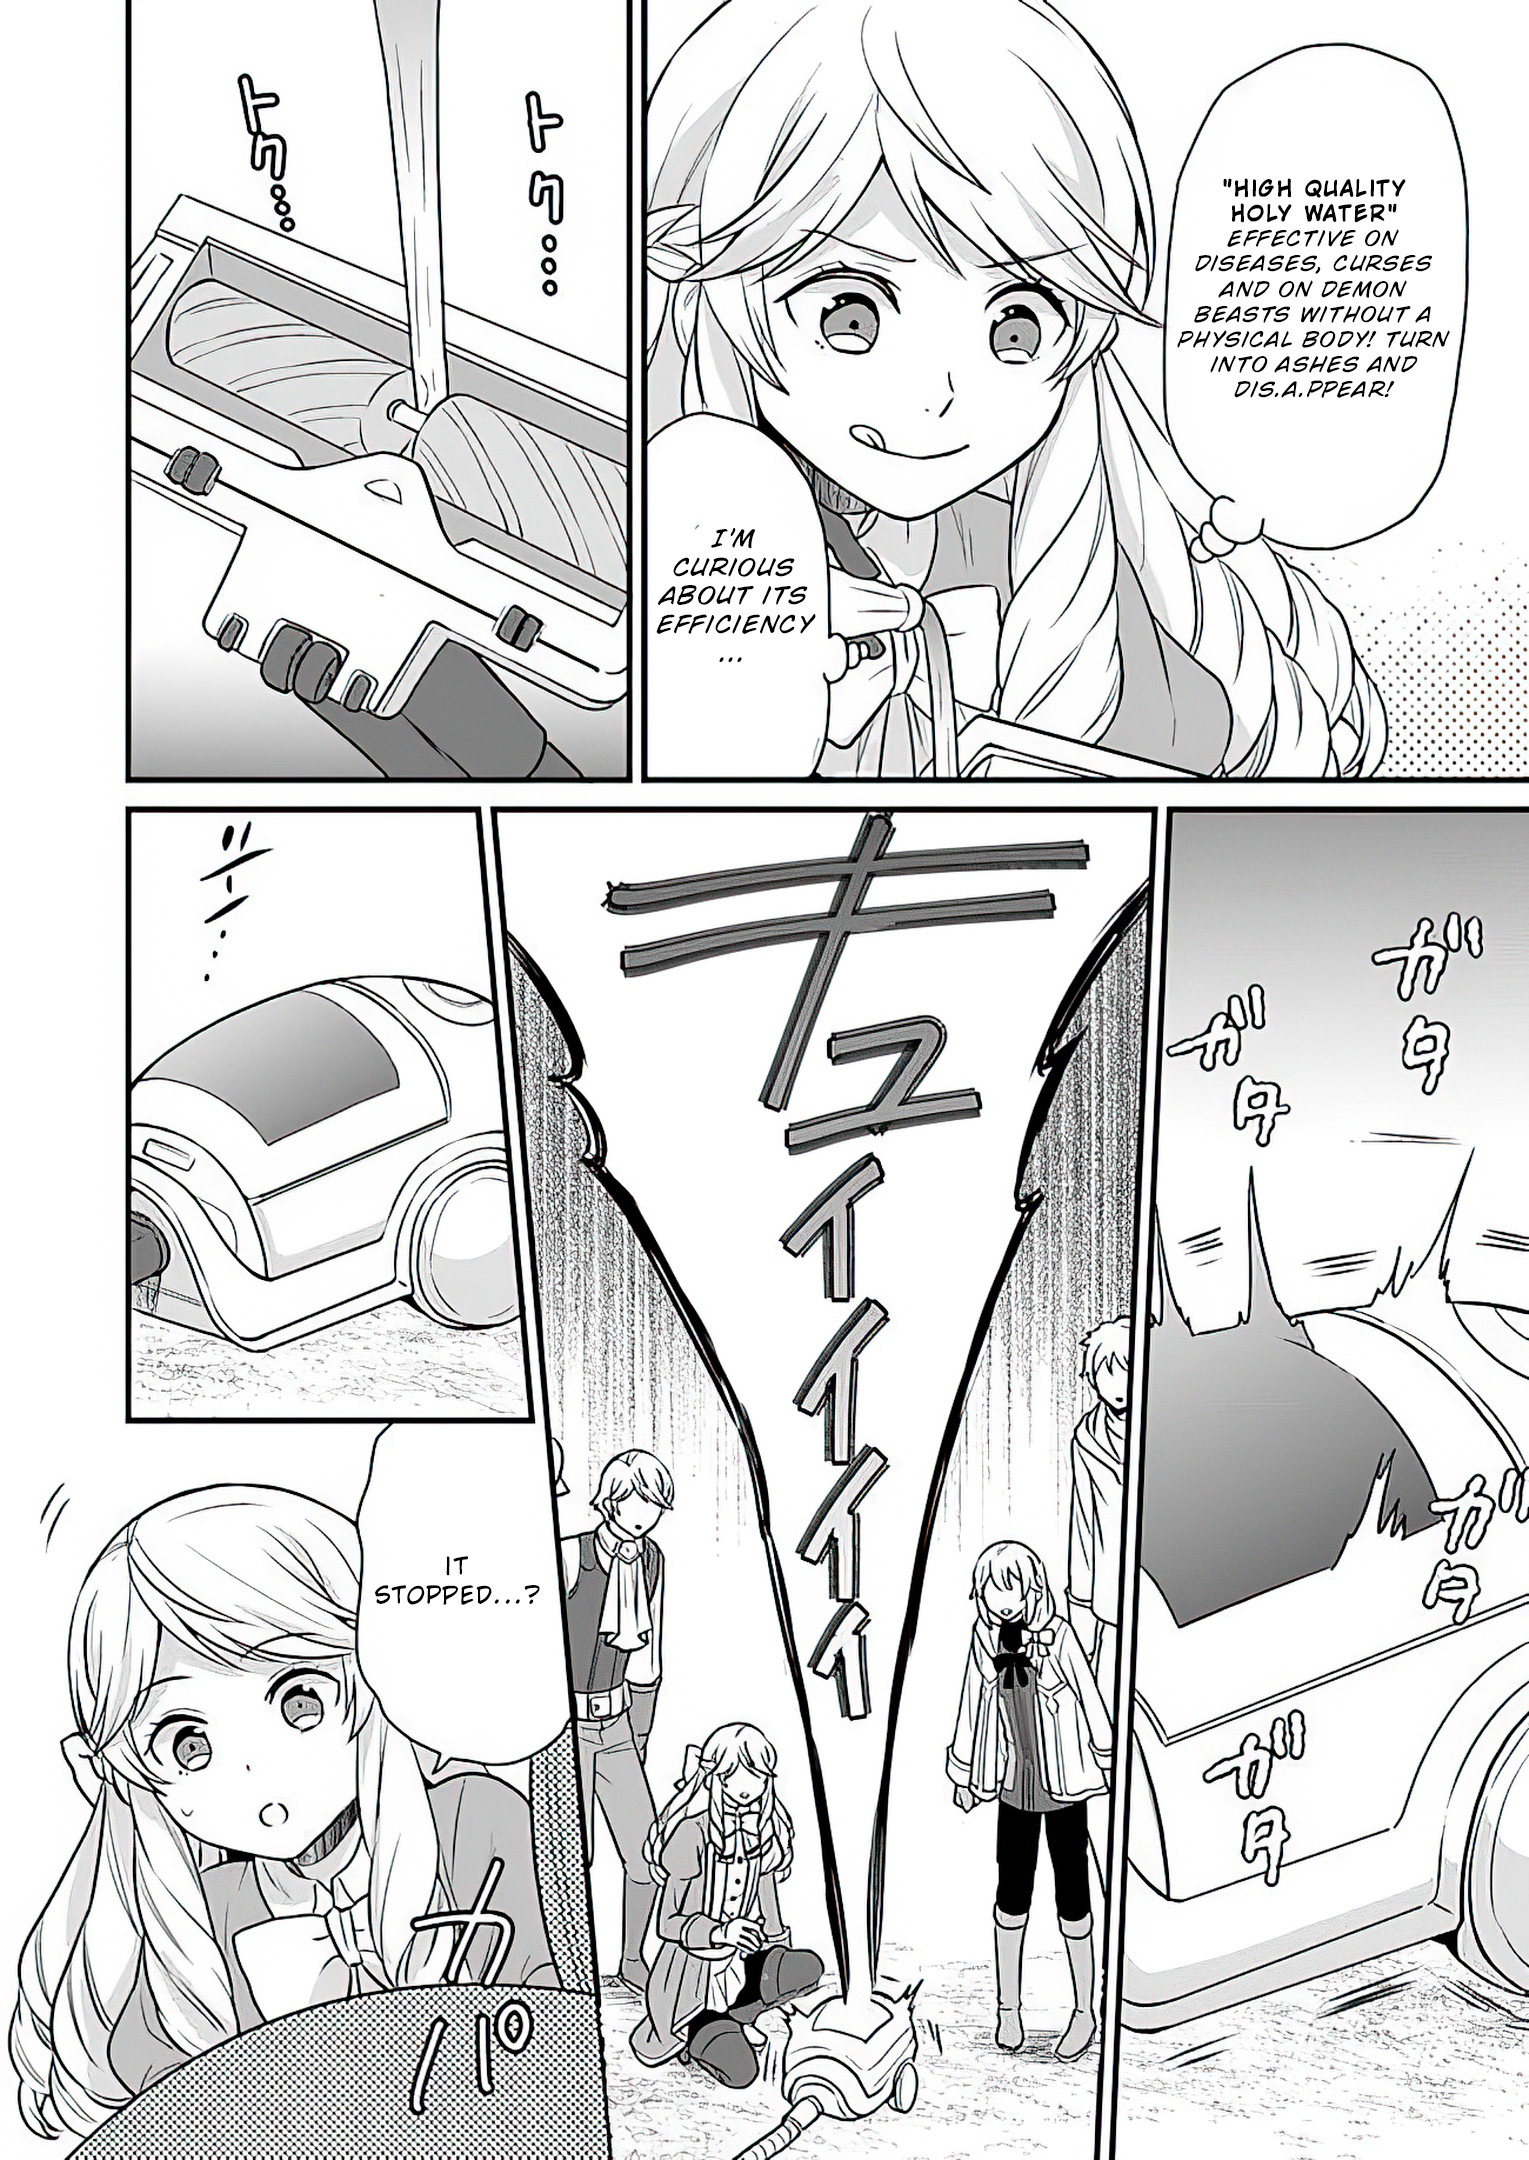 "HIGH QUALITY
HOLY WATER"
EFFECTIVE ON
DISEASES, CURSES
AND ON DEMON
BEASTS WITHOUT A
PHYSICAL BODY! TURN
INTO ASHES AND
DIS.A.PPEAR!
I'M
CURIOUS
ABOUT ITS
EFFICIENCY
...
トク...
トク...
ガタ
ガタ
ガタ
ガタ
キュイイイイ
シーン...
IT
STOPPED...?
カパ